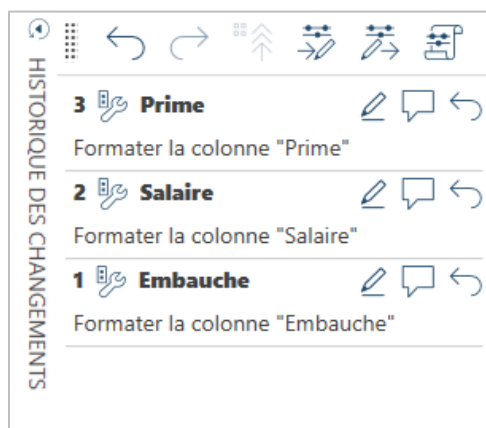 HISTORIQUE DES CHANGEMENTS
3 Prime
Formater la colonne "Prime"
2 Salaire
Formater la colonne "Salaire"
1 Embauche
Formater la colonne "Embauche"